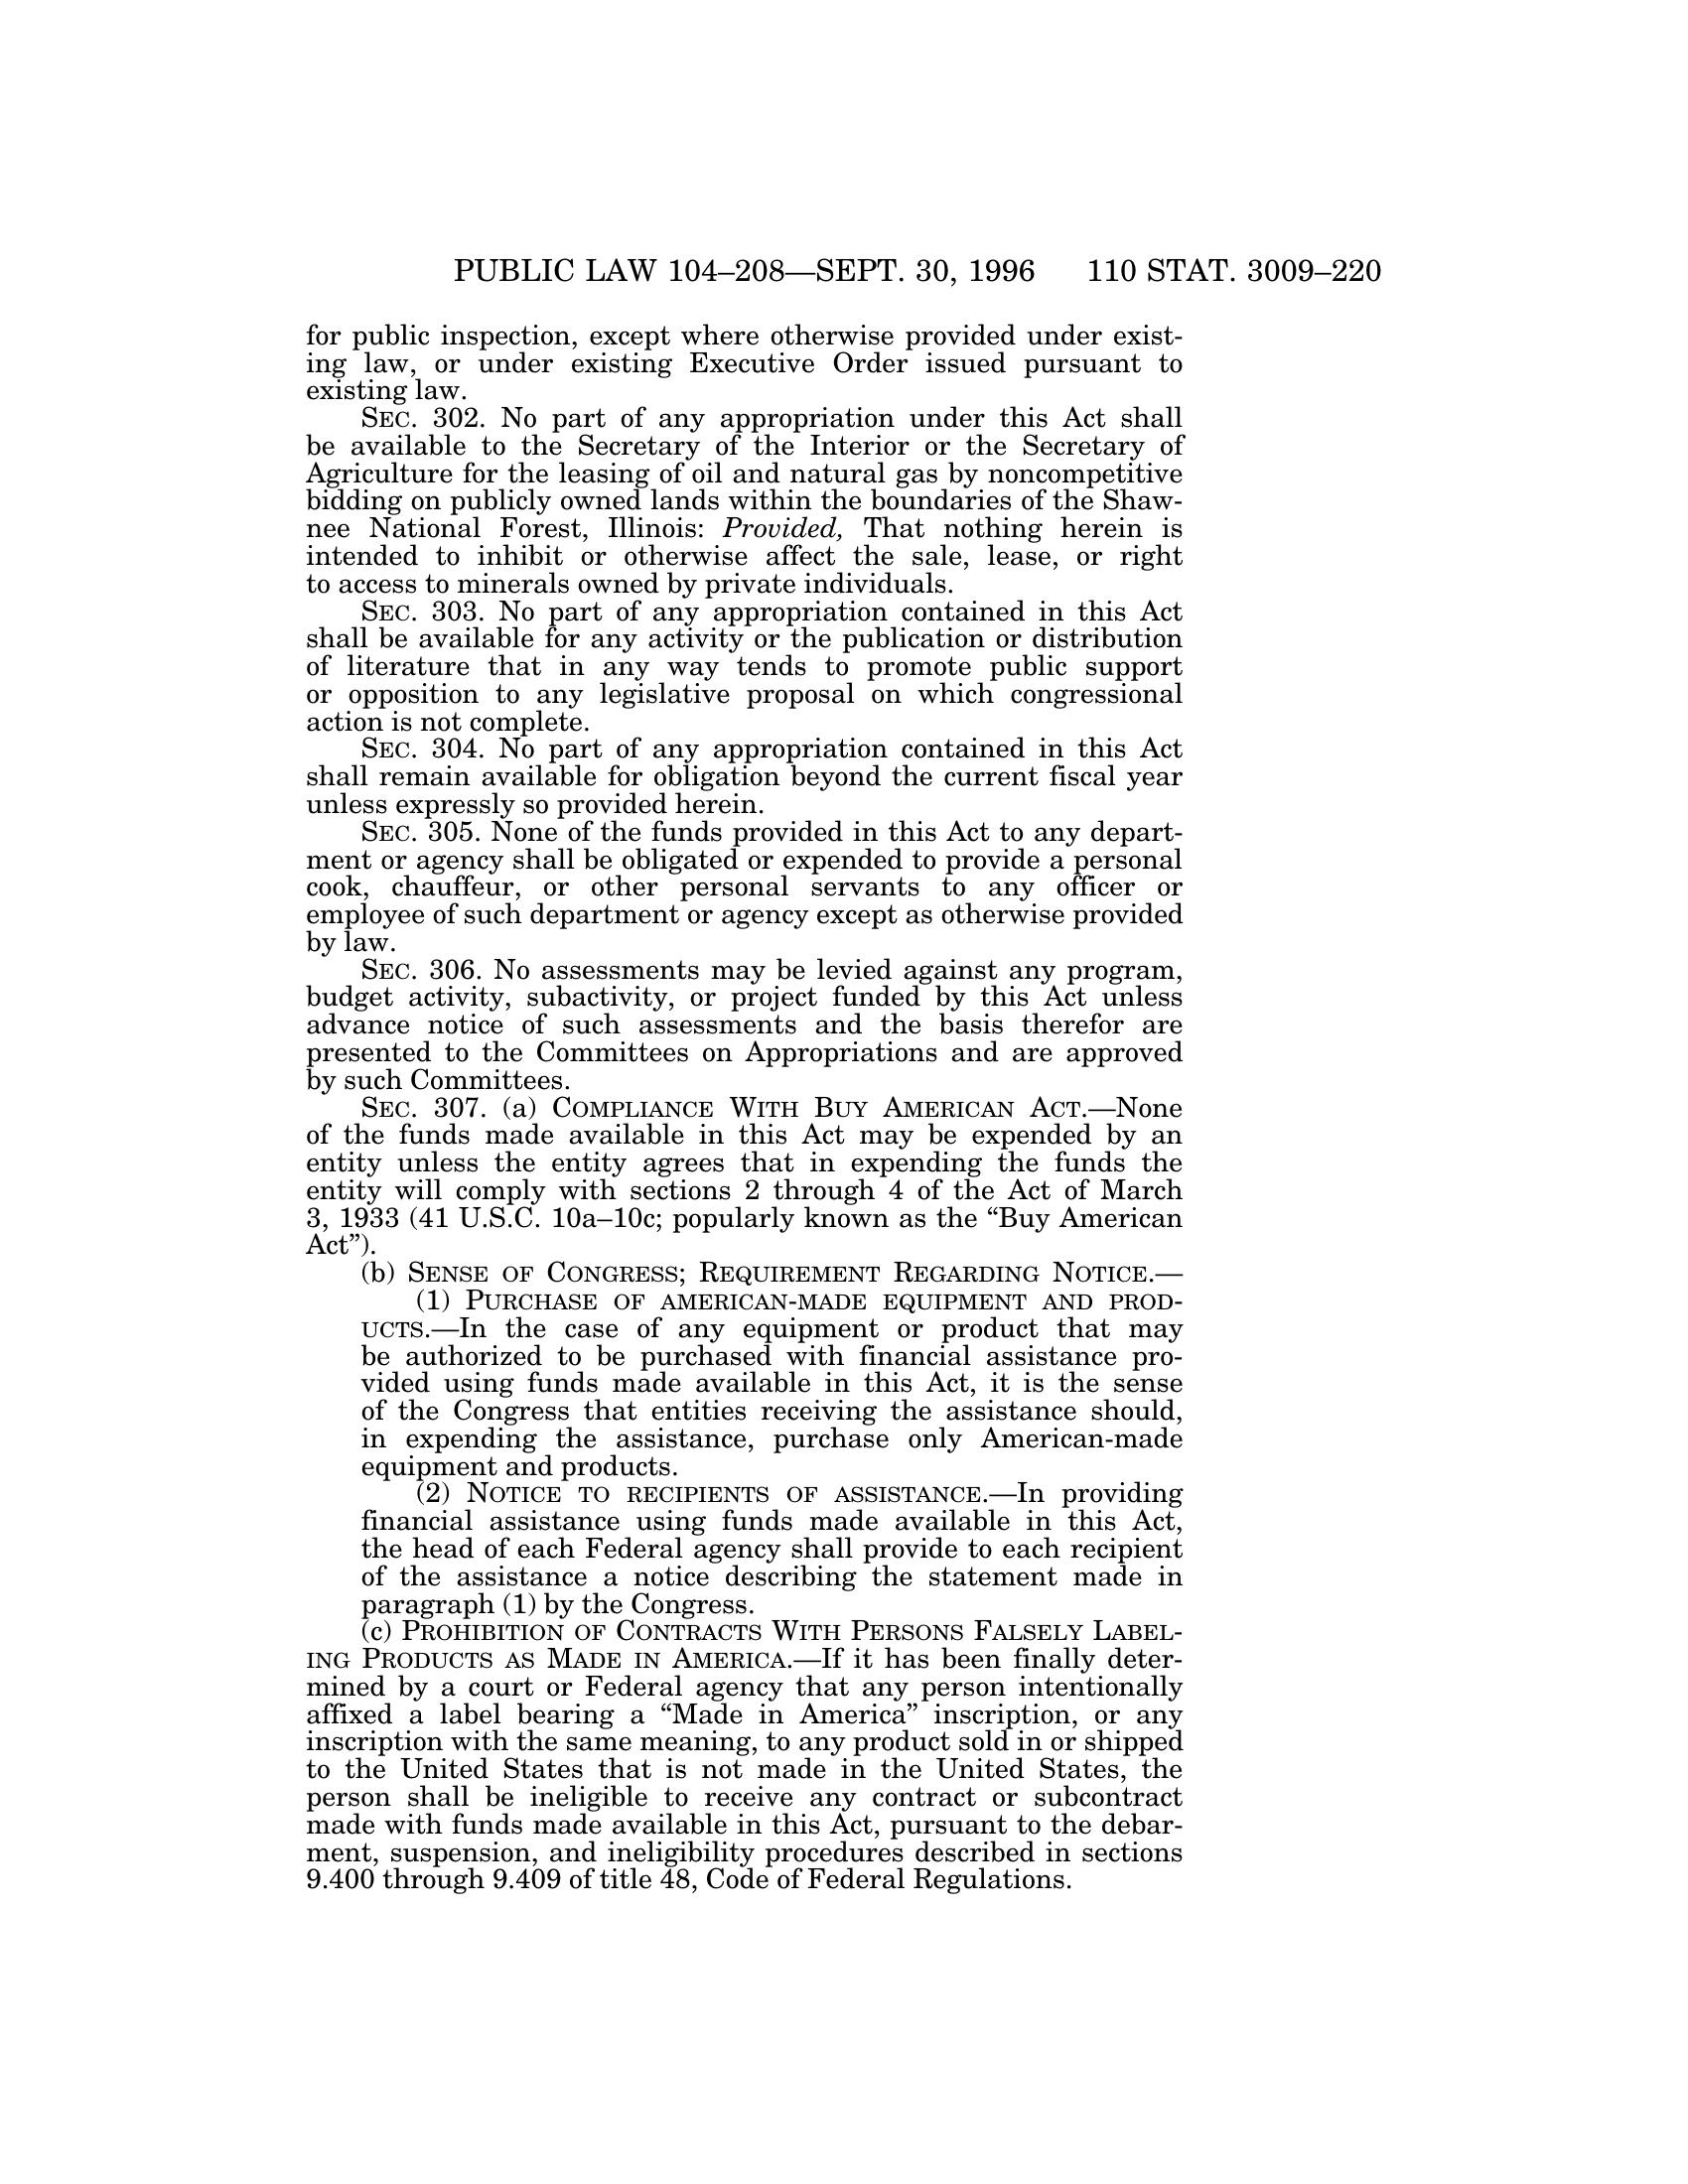 PUBLIC LAW 104–208—SEPT. 30, 1996 110 STAT. 3009–220
for public inspection, except where otherwise provided under exist-
ing law, or under existing Executive Order issued pursuant to
existing law.
SEC. 302. No part of any appropriation under this Act shall
be available to the Secretary of the Interior or the Secretary of
Agriculture for the leasing of oil and natural gas by noncompetitive
bidding on publicly owned lands within the boundaries of the Shaw-
nee National Forest, Illinois: Provided, That nothing herein is
intended to inhibit or otherwise affect the sale, lease, or right
to access to minerals owned by private individuals.
SEC. 303. No part of any appropriation contained in this Act
shall be available for any activity or the publication or distribution
of literature that in any way tends to promote public support
or opposition to any legislative proposal on which congressional
action is not complete.
SEC. 304. No part of any appropriation contained in this Act
shall remain available for obligation beyond the current fiscal year
unless expressly so provided herein.
SEC. 305. None of the funds provided in this Act to any depart-
ment or agency shall be obligated or expended to provide a personal
cook, chauffeur, or other personal servants to any officer or
employee of such department or agency except as otherwise provided
by law.
SEC. 306. No assessments may be levied against any program,
budget activity, subactivity, or project funded by this Act unless
advance notice of such assessments and the basis therefor are
presented to the Committees on Appropriations and are approved
by such Committees.
SEC. 307. (a) COMPLIANCE WITH BUY AMERICAN ACT.—None
of the funds made available in this Act may be expended by an
entity unless the entity agrees that in expending the funds the
entity will comply with sections 2 through 4 of the Act of March
3, 1933 (41 U.S.C. 10a–10c; popularly known as the “Buy American
Act”).
(b) SENSE OF CONGRESS; REQUIREMENT REGARDING NOTICE.—
(1) PURCHASE OF AMERICAN-MADE EQUIPMENT AND PROD-
UCTS.—In the case of any equipment or product that may
be authorized to be purchased with financial assistance pro-
vided using funds made available in this Act, it is the sense
of the Congress that entities receiving the assistance should,
in expending the assistance, purchase only American-made
equipment and products.
(2) NOTICE TO RECIPIENTS OF ASSISTANCE.—In providing
financial assistance using funds made available in this Act,
the head of each Federal agency shall provide to each recipient
of the assistance a notice describing the statement made in
paragraph (1) by the Congress.
(c) PROHIBITION OF CONTRACTS WITH PERSONS FALSELY LABEL-
ING PRODUCTS AS MADE IN AMERICA.—If it has been finally deter-
mined by a court or Federal agency that any person intentionally
affixed a label bearing a “Made in America” inscription, or any
inscription with the same meaning, to any product sold in or shipped
to the United States that is not made in the United States, the
person shall be ineligible to receive any contract or subcontract
made with funds made available in this Act, pursuant to the debar-
ment, suspension, and ineligibility procedures described in sections
9.400 through 9.409 of title 48, Code of Federal Regulations.